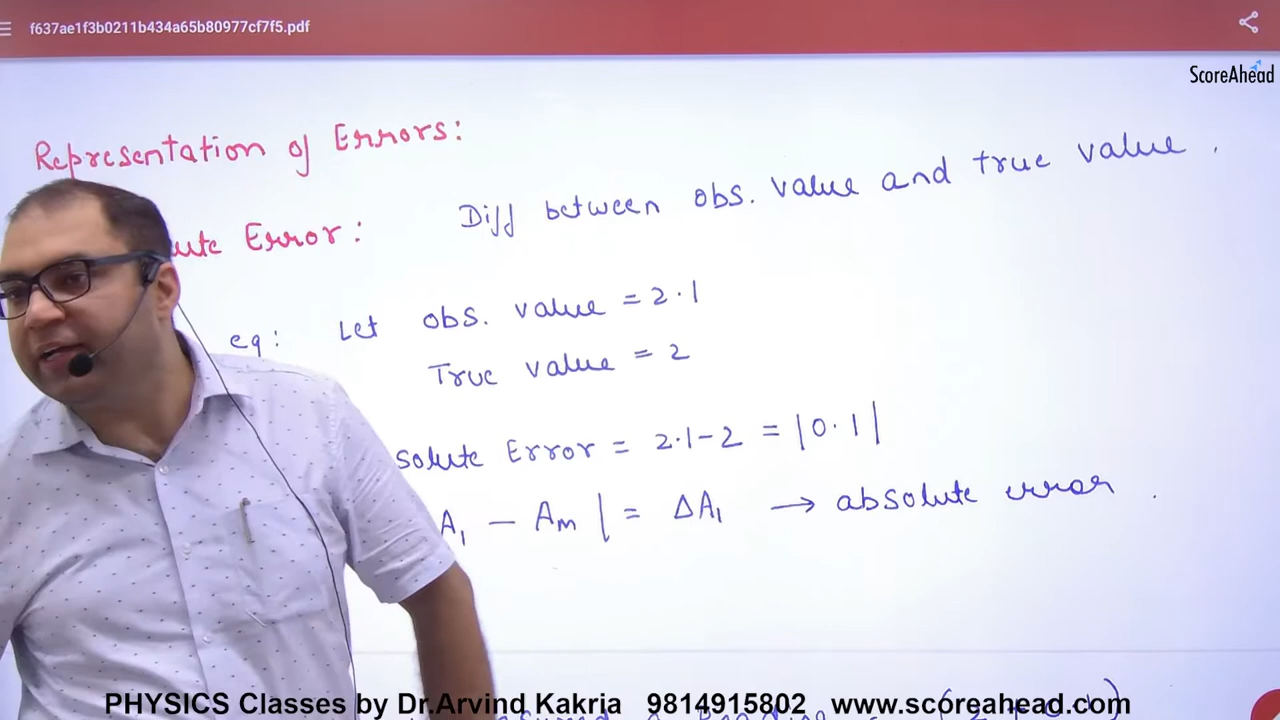 f637ae1f3b0211b434a65b80977cf7f5.pdf
ScoreAhead
Representation of Errors:
ute Error: Diff between obs. value and true value.
eg: Let obs. value = 2.1
True value = 2
solute Error = 2.1-2 = |0.1|
A₁ - Aₘ | = ΔA₁ → absolute error.
PHYSICS Classes by Dr.Arvind Kakria 9814915802 www.scoreahead.com